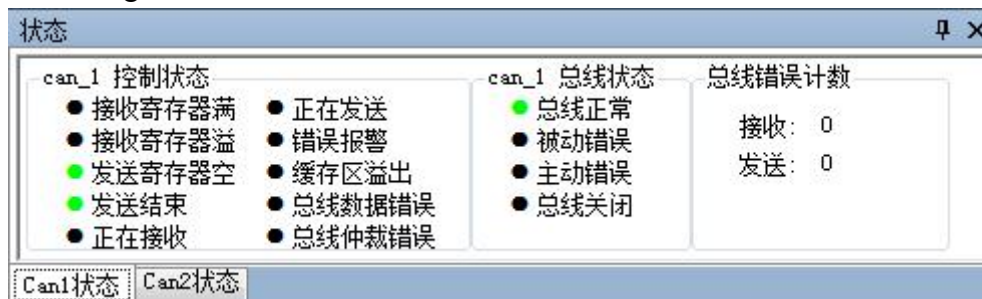 状态
can_1 控制状态
接收寄存器满
接收寄存器溢
发送寄存器空
发送结束
正在接收
正在发送
错误报警
缓存区溢出
总线数据错误
总线仲裁错误
can_1 总线状态
总线正常
被动错误
主动错误
总线关闭
总线错误计数
接收: 0
发送: 0
Can1状态
Can2状态